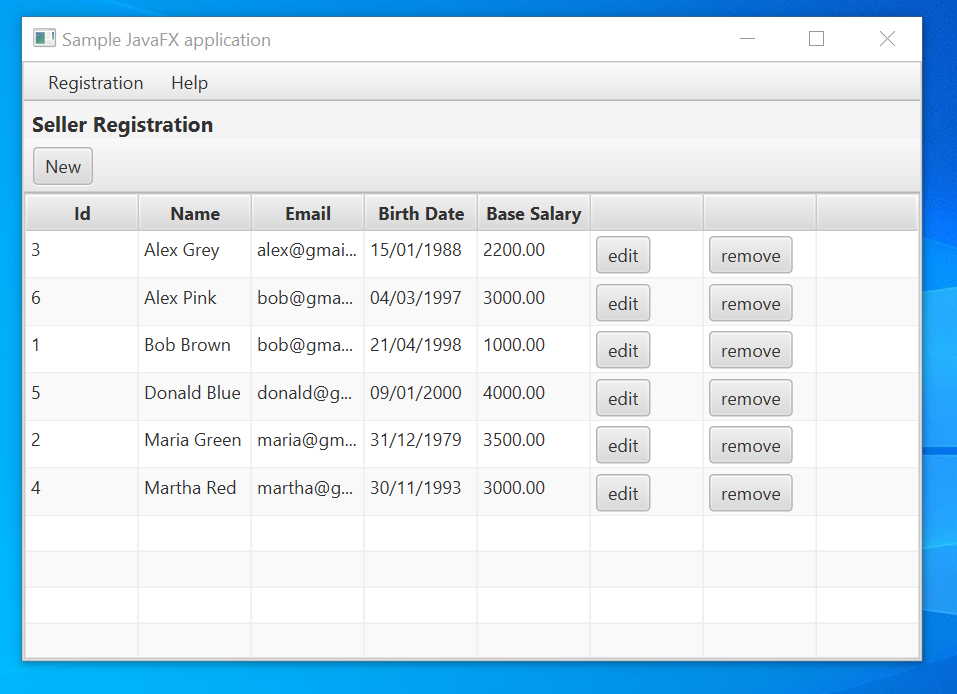 Sample JavaFX application
Registration Help
Seller Registration
New
Id Name Email Birth Date Base Salary
3 Alex Grey alex@gmai... 15/01/1988 2200.00 edit remove
6 Alex Pink bob@gma... 04/03/1997 3000.00 edit remove
1 Bob Brown bob@gma... 21/04/1998 1000.00 edit remove
5 Donald Blue donald@g... 09/01/2000 4000.00 edit remove
2 Maria Green maria@gm... 31/12/1979 3500.00 edit remove
4 Martha Red martha@g... 30/11/1993 3000.00 edit remove